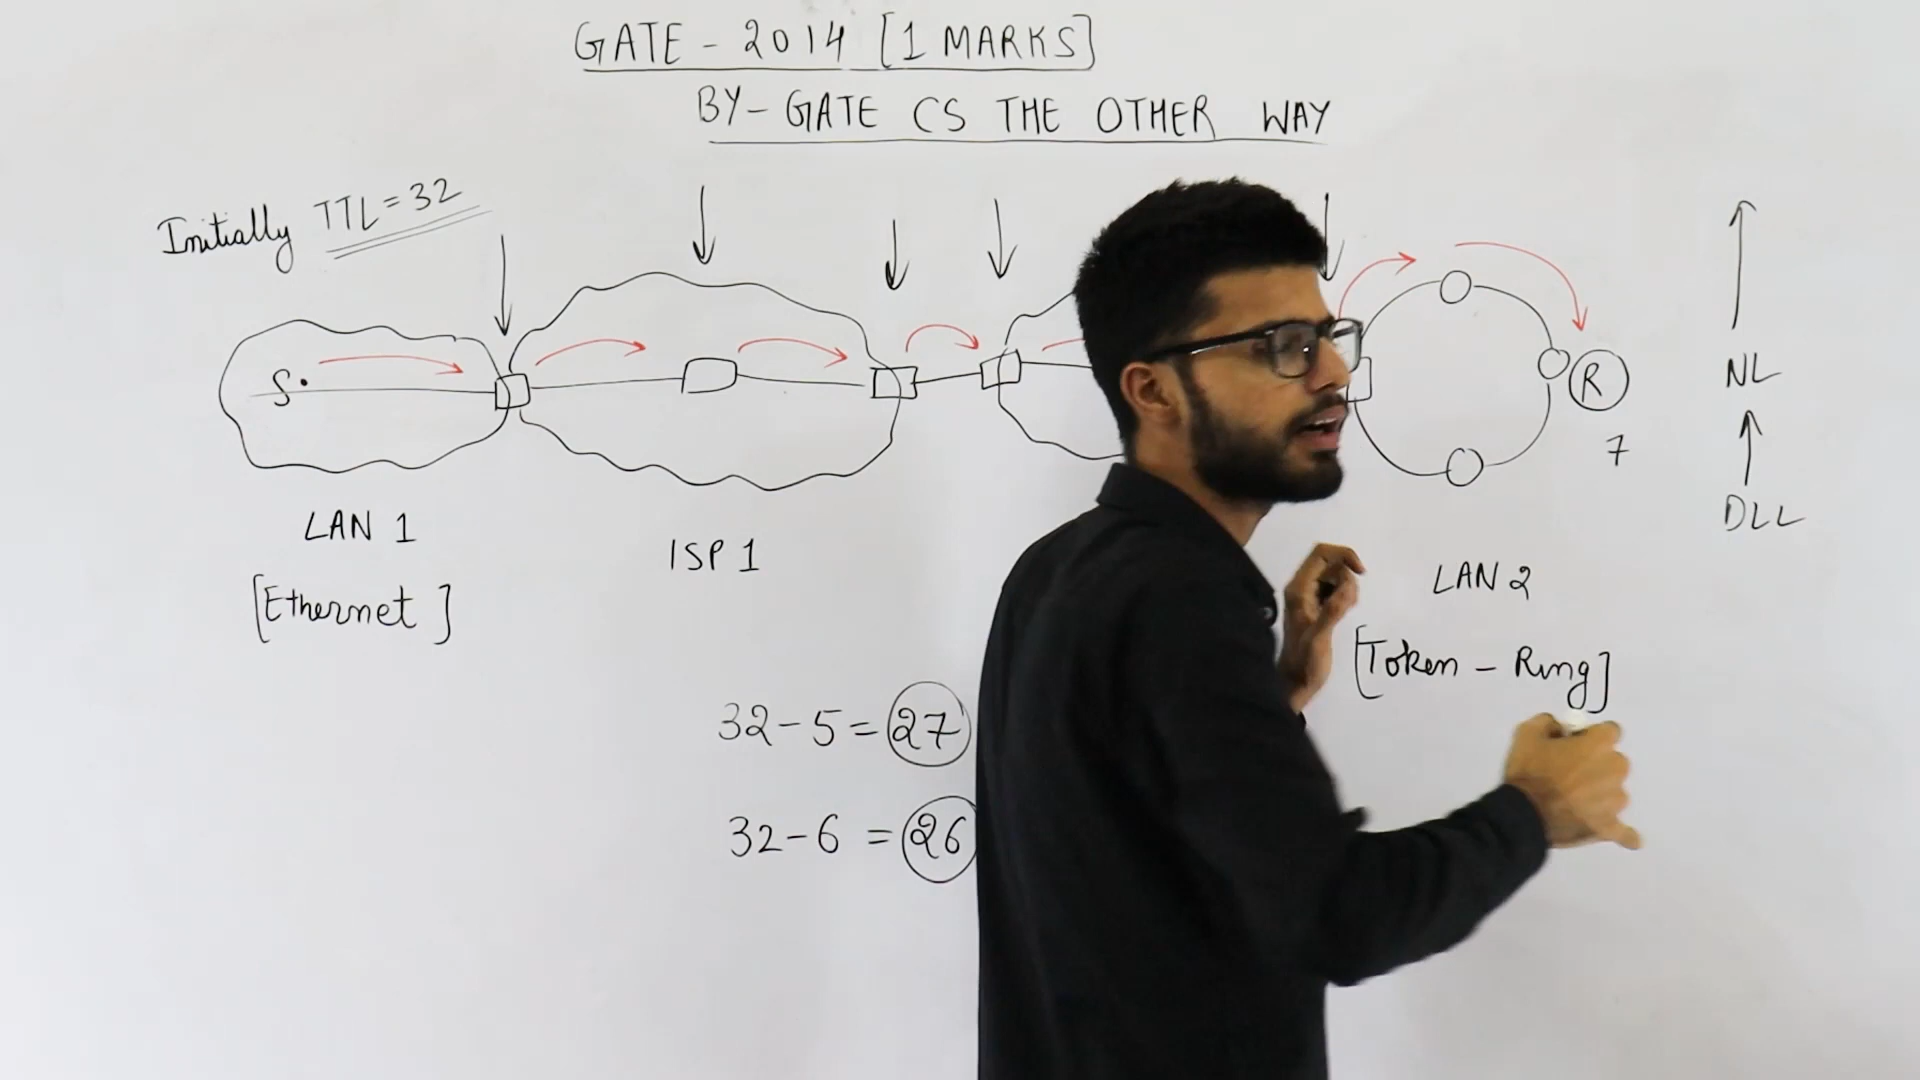 GATE - 2014 [1 MARKS]
BY - GATE CS THE OTHER WAY
Initially TTL = 32
S
R
7
NL
DLL
LAN 1
[Ethernet]
ISP 1
LAN 2
[Token - Ring]
32 - 5 = 27
32 - 6 = 26